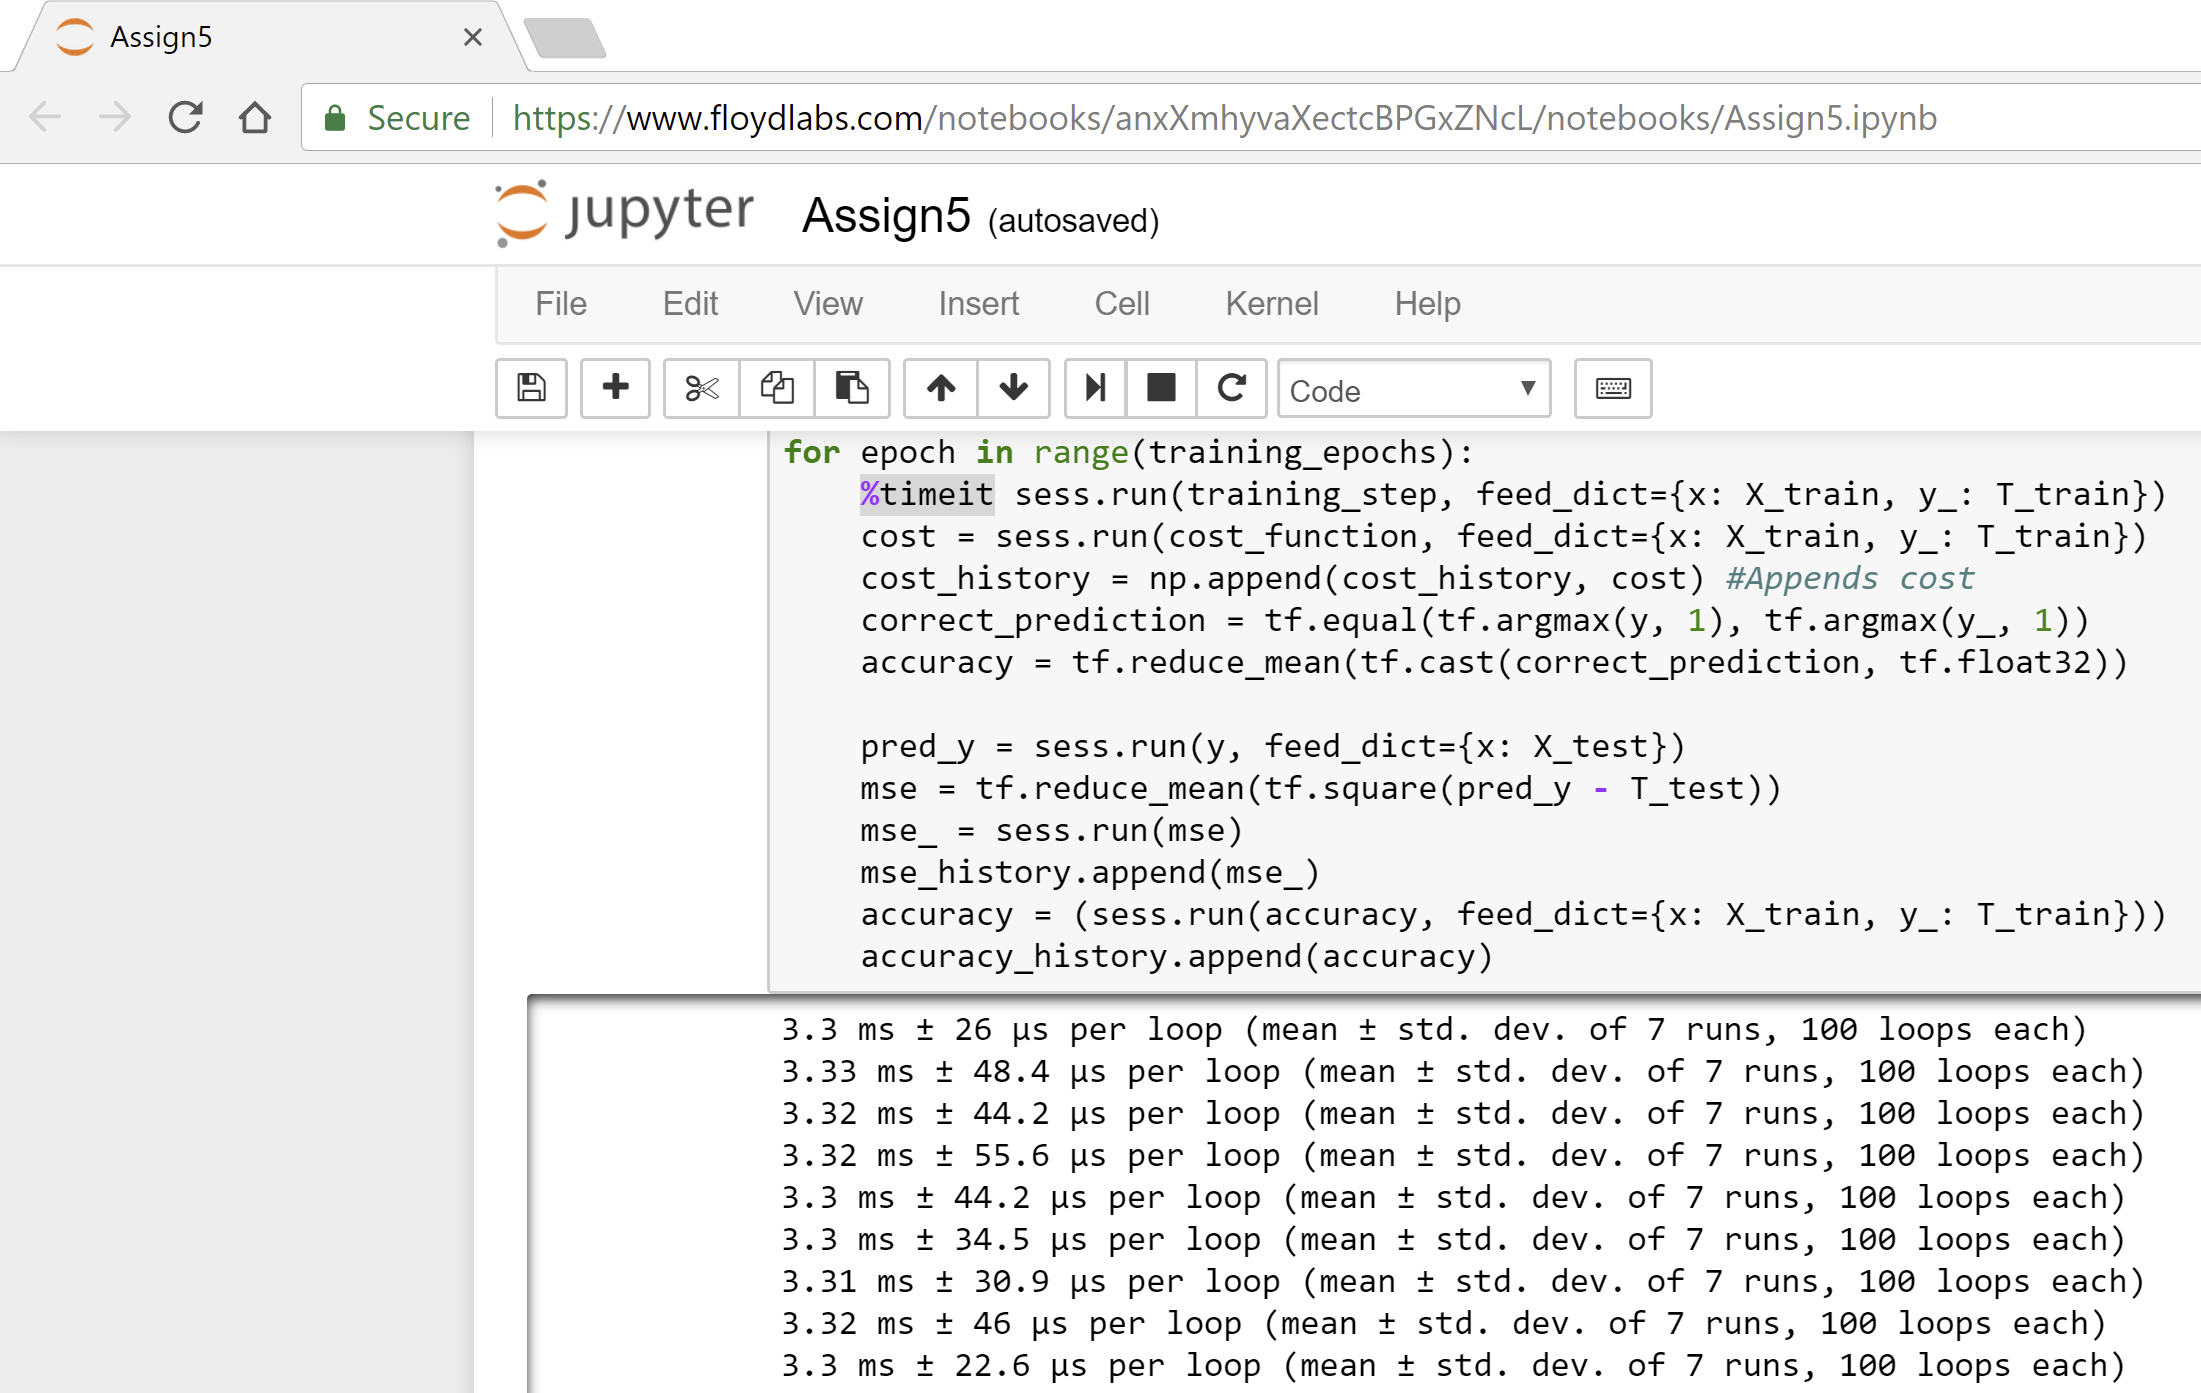 Assign5
Secure https://www.floydlabs.com/notebooks/anxXmhyvaXectcBPGxZNcL/notebooks/Assign5.ipynb
jupyter Assign5 (autosaved)
File Edit View Insert Cell Kernel Help
Code
for epoch in range(training_epochs):
    %timeit sess.run(training_step, feed_dict={x: X_train, y_: T_train})
    cost = sess.run(cost_function, feed_dict={x: X_train, y_: T_train})
    cost_history = np.append(cost_history, cost) #Appends cost
    correct_prediction = tf.equal(tf.argmax(y, 1), tf.argmax(y_, 1))
    accuracy = tf.reduce_mean(tf.cast(correct_prediction, tf.float32))
    pred_y = sess.run(y, feed_dict={x: X_test})
    mse = tf.reduce_mean(tf.square(pred_y - T_test))
    mse_ = sess.run(mse)
    mse_history.append(mse_)
    accuracy = (sess.run(accuracy, feed_dict={x: X_train, y_: T_train}))
    accuracy_history.append(accuracy)
3.3 ms ± 26 µs per loop (mean ± std. dev. of 7 runs, 100 loops each)
3.33 ms ± 48.4 µs per loop (mean ± std. dev. of 7 runs, 100 loops each)
3.32 ms ± 44.2 µs per loop (mean ± std. dev. of 7 runs, 100 loops each)
3.32 ms ± 55.6 µs per loop (mean ± std. dev. of 7 runs, 100 loops each)
3.3 ms ± 44.2 µs per loop (mean ± std. dev. of 7 runs, 100 loops each)
3.3 ms ± 34.5 µs per loop (mean ± std. dev. of 7 runs, 100 loops each)
3.31 ms ± 30.9 µs per loop (mean ± std. dev. of 7 runs, 100 loops each)
3.32 ms ± 46 µs per loop (mean ± std. dev. of 7 runs, 100 loops each)
3.3 ms ± 22.6 µs per loop (mean ± std. dev. of 7 runs, 100 loops each)